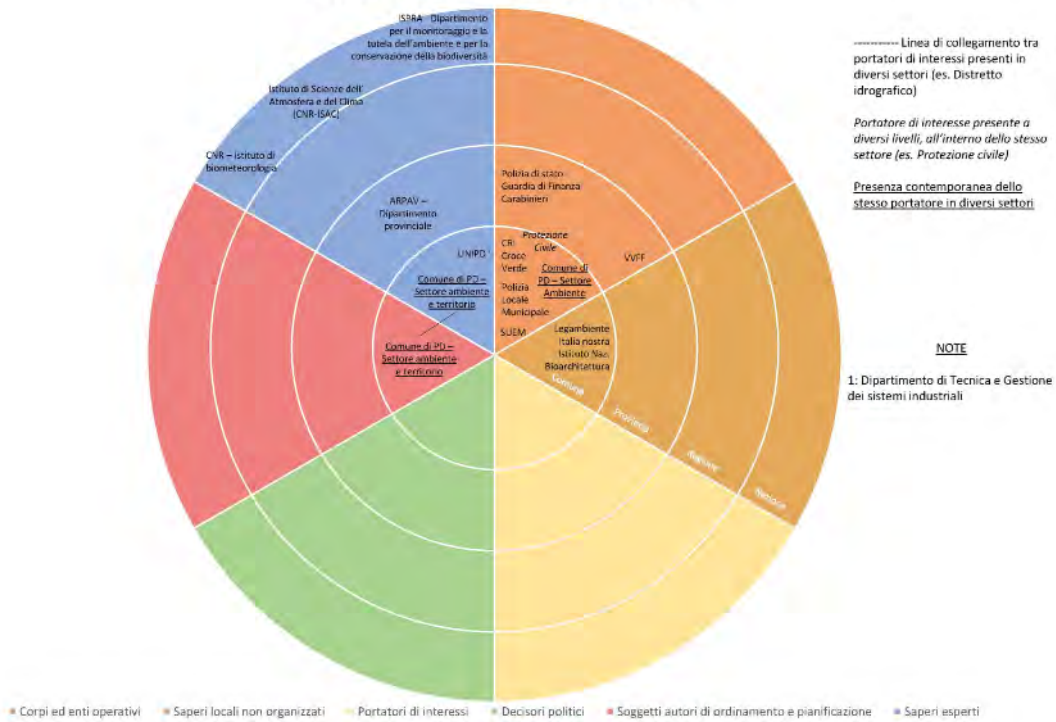 ISPRA - Dipartimento
per il monitoraggio e la
tutela dell'ambiente e per la
conservazione della biodiversità
Istituto di Scienze dell'
Atmosfera e del Clima
(CNR-ISAC)
CNR – istituto di
biometeorologia
ARPAV –
Dipartimento
provinciale
UNIPD
Comune di PD –
Settore ambiente
e territorio
Comune di PD –
Settore ambiente
e territorio
Polizia di stato
Guardia di Finanza
Carabinieri
Protezione
Civile
CRI
Croce
Verde
Comune di
PD – Settore
Ambiente
Polizia
Locale
Municipale
SUEM
VVFF
Legambiente
Italia nostra
Istituto Naz.
Bioarchitettura
Comune
Provincia
Regione
Nazione
---------- Linea di collegamento tra
portatori di interessi presenti in
diversi settori (es. Distretto
idrografico)
Portatore di interesse presente a
diversi livelli, all'interno dello stesso
settore (es. Protezione civile)
Presenza contemporanea dello
stesso portatore in diversi settori
NOTE
1: Dipartimento di Tecnica e Gestione
dei sistemi industriali
Corpi ed enti operativi
Saperi locali non organizzati
Portatori di interessi
Decisori politici
Soggetti autori di ordinamento e pianificazione
Saperi esperti